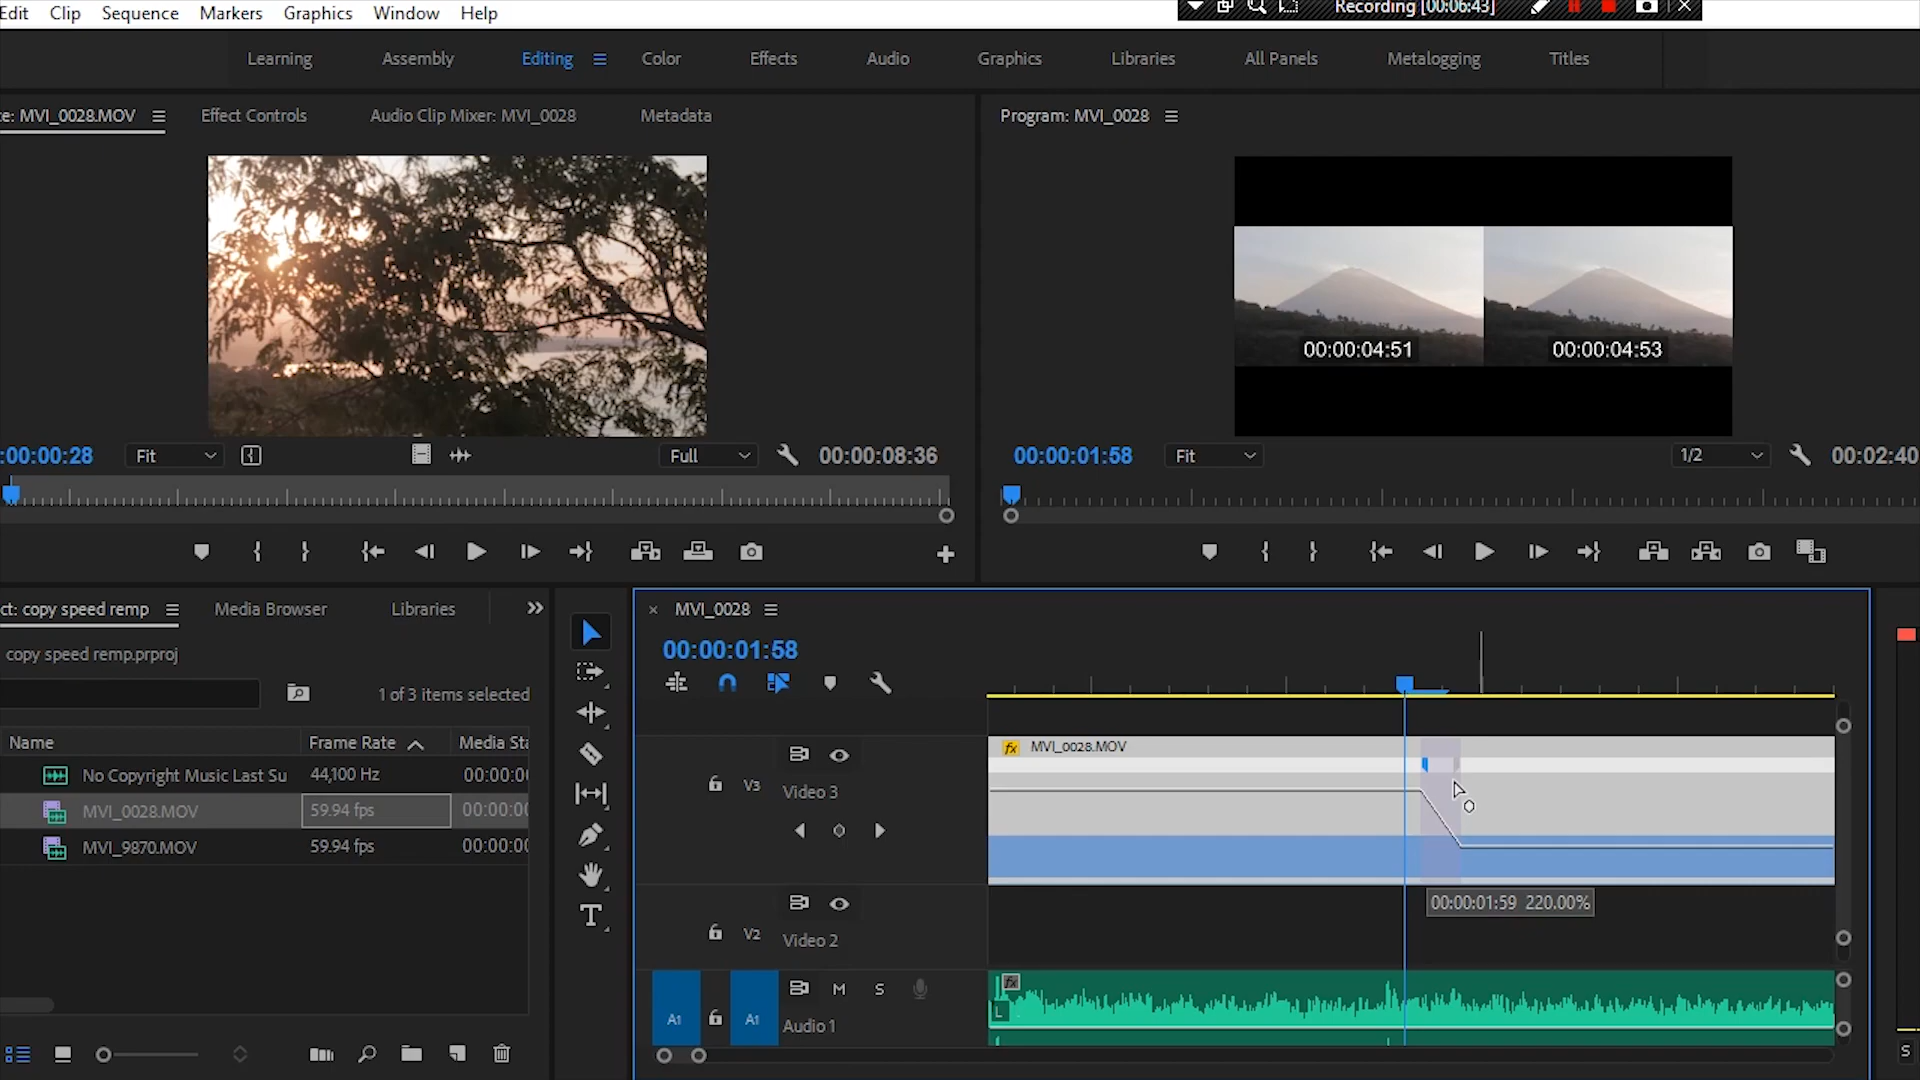 Edit Clip Sequence Markers Graphics Window Help
Recording [00:06:43]
Learning Assembly Editing Color Effects Audio Graphics Libraries All Panels Metalogging Titles
ce: MVI_0028.MOV Effect Controls Audio Clip Mixer: MVI_0028 Metadata
Program: MVI_0028
00:00:04:51 00:00:04:53
:00:00:28 Fit Full 00:00:08:36
00:00:01:58 Fit 1/2 00:02:40
ct: copy speed remp Media Browser Libraries
MVI_0028
copy speed remp.prproj
00:00:01:58
1 of 3 items selected
Name Frame Rate Media Sta
No Copyright Music Last Su 44,100 Hz 00:00:0
MVI_0028.MOV 59.94 fps 00:00:0
MVI_9870.MOV 59.94 fps 00:00:0
fx MVI_0028.MOV
V3 Video 3
00:00:01:59 220.00%
V2 Video 2
M S
fx
L
A1 A1 Audio 1
T
S